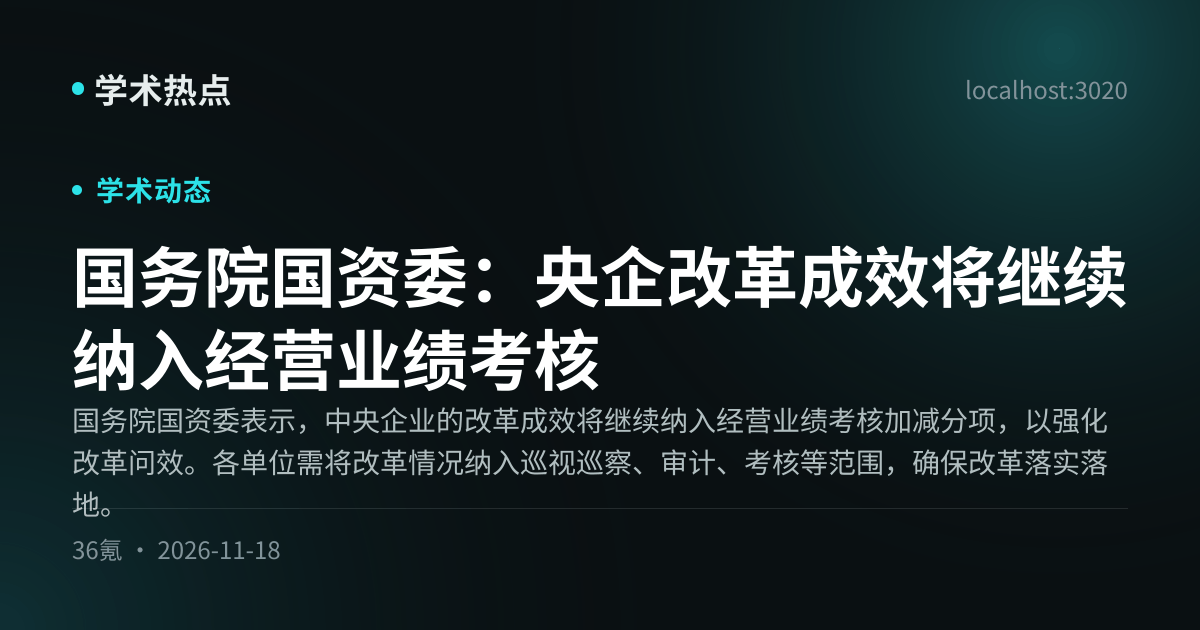 学术热点
localhost:3020
学术动态
国务院国资委：央企改革成效将继续
纳入经营业绩考核
国务院国资委表示，中央企业的改革成效将继续纳入经营业绩考核加减分项，以强化
改革问效。各单位需将改革情况纳入巡视巡察、审计、考核等范围，确保改革落实落
地。
36氪 · 2026-11-18